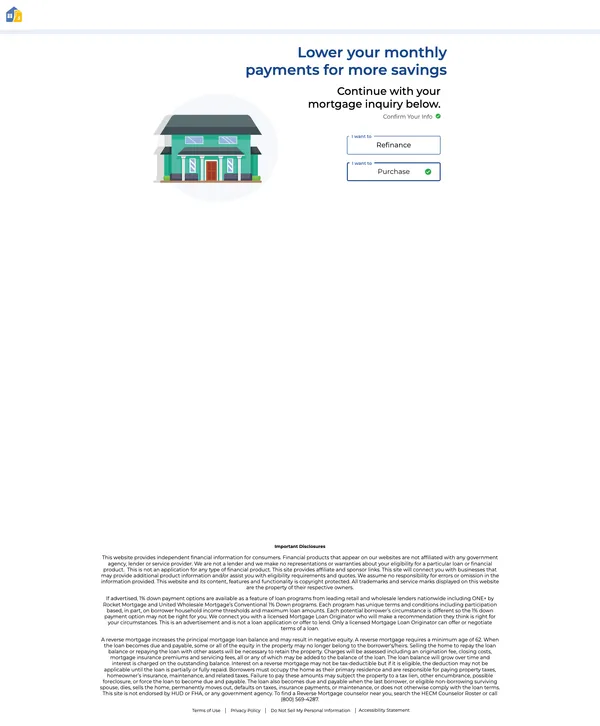 Lower your monthly
payments for more savings
Continue with your
mortgage inquiry below.
Confirm Your Info
I want to
Refinance
I want to
Purchase
Important Disclosures
This website provides independent financial information for consumers. Financial products that appear on our websites are not affiliated with any government
agency, lender or service provider. We are not a lender and we make no representations or warranties about your eligibility for a particular loan or financial
product. This is not an application for any type of financial product. This site provides affiliate and sponsor links. This site will connect you with businesses that
may provide additional product information and/or assist you with eligibility requirements and quotes. We assume no responsibility for errors or omission in the
information provided. This website and its content, features and functionality is copyright protected. All trademarks and service marks displayed on this website
are the property of their respective owners.
If advertised, 1% down payment options are available as a feature of loan programs from leading retail and wholesale lenders nationwide including ONE+ by
Rocket Mortgage and United Wholesale Mortgage's Conventional 1% Down programs. Each program has unique terms and conditions including participation
based, in part, on borrower household income thresholds and maximum loan amounts. Each potential borrower's circumstance is different so the 1% down
payment option may not be right for you. We connect you with a licensed Mortgage Loan Originator who will make a recommendation they think is right for
your circumstances. This is an advertisement and is not a loan application or offer to lend. Only a licensed Mortgage Loan Originator can offer or negotiate
terms of a loan.
A reverse mortgage increases the principal mortgage loan balance and may result in negative equity. A reverse mortgage requires a minimum age of 62. When
the loan becomes due and payable, some or all of the equity in the property may no longer belong to the borrower's/heirs. Selling the home to repay the loan
balance or repaying the loan with other assets will be necessary to retain the property. Charges will be assessed including an origination fee, closing costs,
mortgage insurance premiums and servicing fees, all or any of which may be added to the balance of the loan. The loan balance will grow over time and
interest is charged on the outstanding balance. Interest on a reverse mortgage may not be tax-deductible but if it is eligible, the deduction may not be
applicable until the loan is partially or fully repaid. Borrowers must occupy the home as their primary residence and are responsible for paying property taxes,
homeowner's insurance, maintenance, and related taxes. Failure to pay these amounts may subject the property to a tax lien, other encumbrance, possible
foreclosure, or force the loan to become due and payable. The loan also becomes due and payable when the last borrower, or eligible non-borrowing surviving
spouse, dies, sells the home, permanently moves out, defaults on taxes, insurance payments, or maintenance, or does not otherwise comply with the loan terms.
This site is not endorsed by HUD or FHA, or any government agency. To find a Reverse Mortgage counselor near you, search the HECM Counselor Roster or call
(800) 569-4287.
Terms of Use | Privacy Policy | Do Not Sell My Personal Information | Accessibility Statement